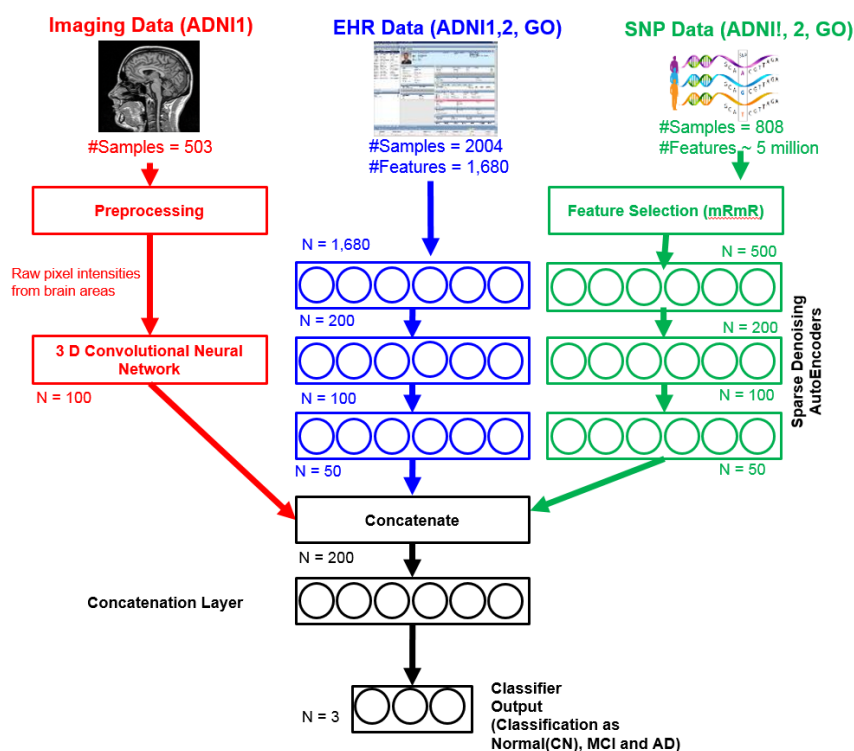 Imaging Data (ADNI1)
#Samples = 503
Preprocessing
Raw pixel intensities
from brain areas
3 D Convolutional Neural
Network
N = 100
EHR Data (ADNI1,2, GO)
#Samples = 2004
#Features = 1,680
N = 1,680
N = 200
N = 100
N = 50
SNP Data (ADNI!, 2, GO)
#Samples = 808
#Features ~ 5 million
Feature Selection (mRmR)
N = 500
N = 200
N = 100
N = 50
Sparse Denoising
AutoEncoders
Concatenate
N = 200
Concatenation Layer
N = 3
Classifier
Output
(Classification as
Normal(CN), MCI and AD)